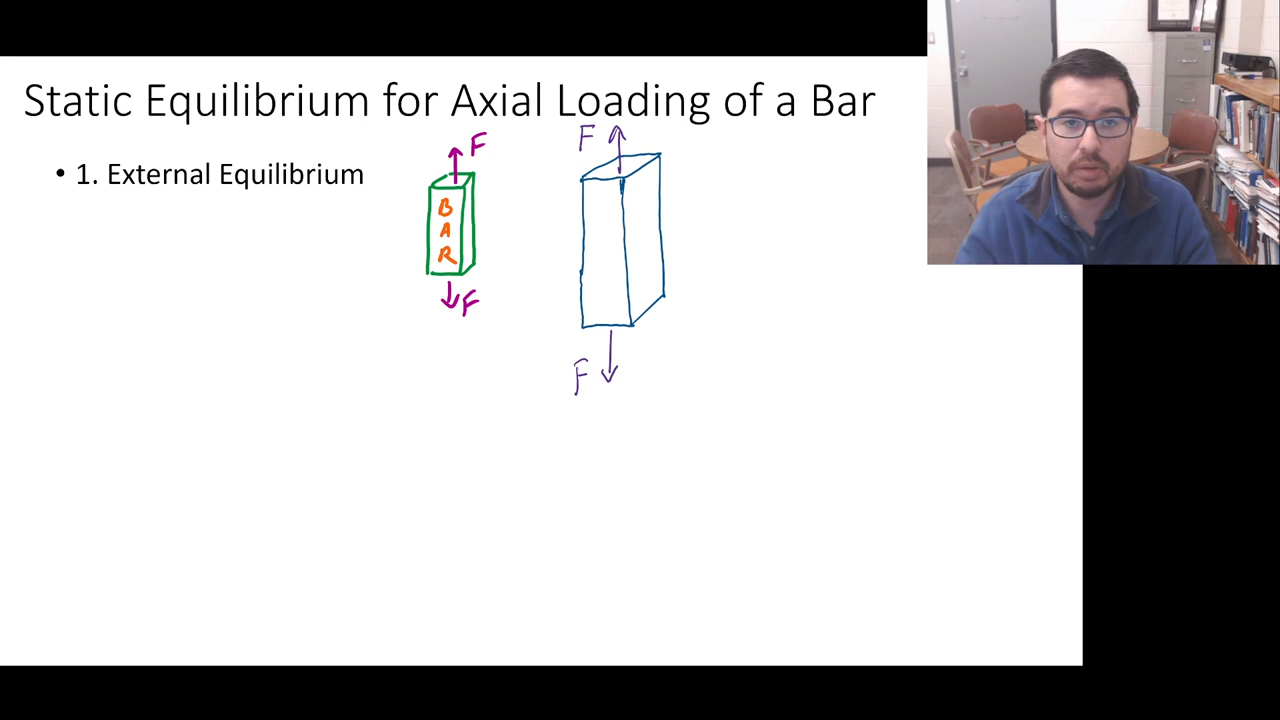 Static Equilibrium for Axial Loading of a Bar
• 1. External Equilibrium
F
B
A
R
F
F
F